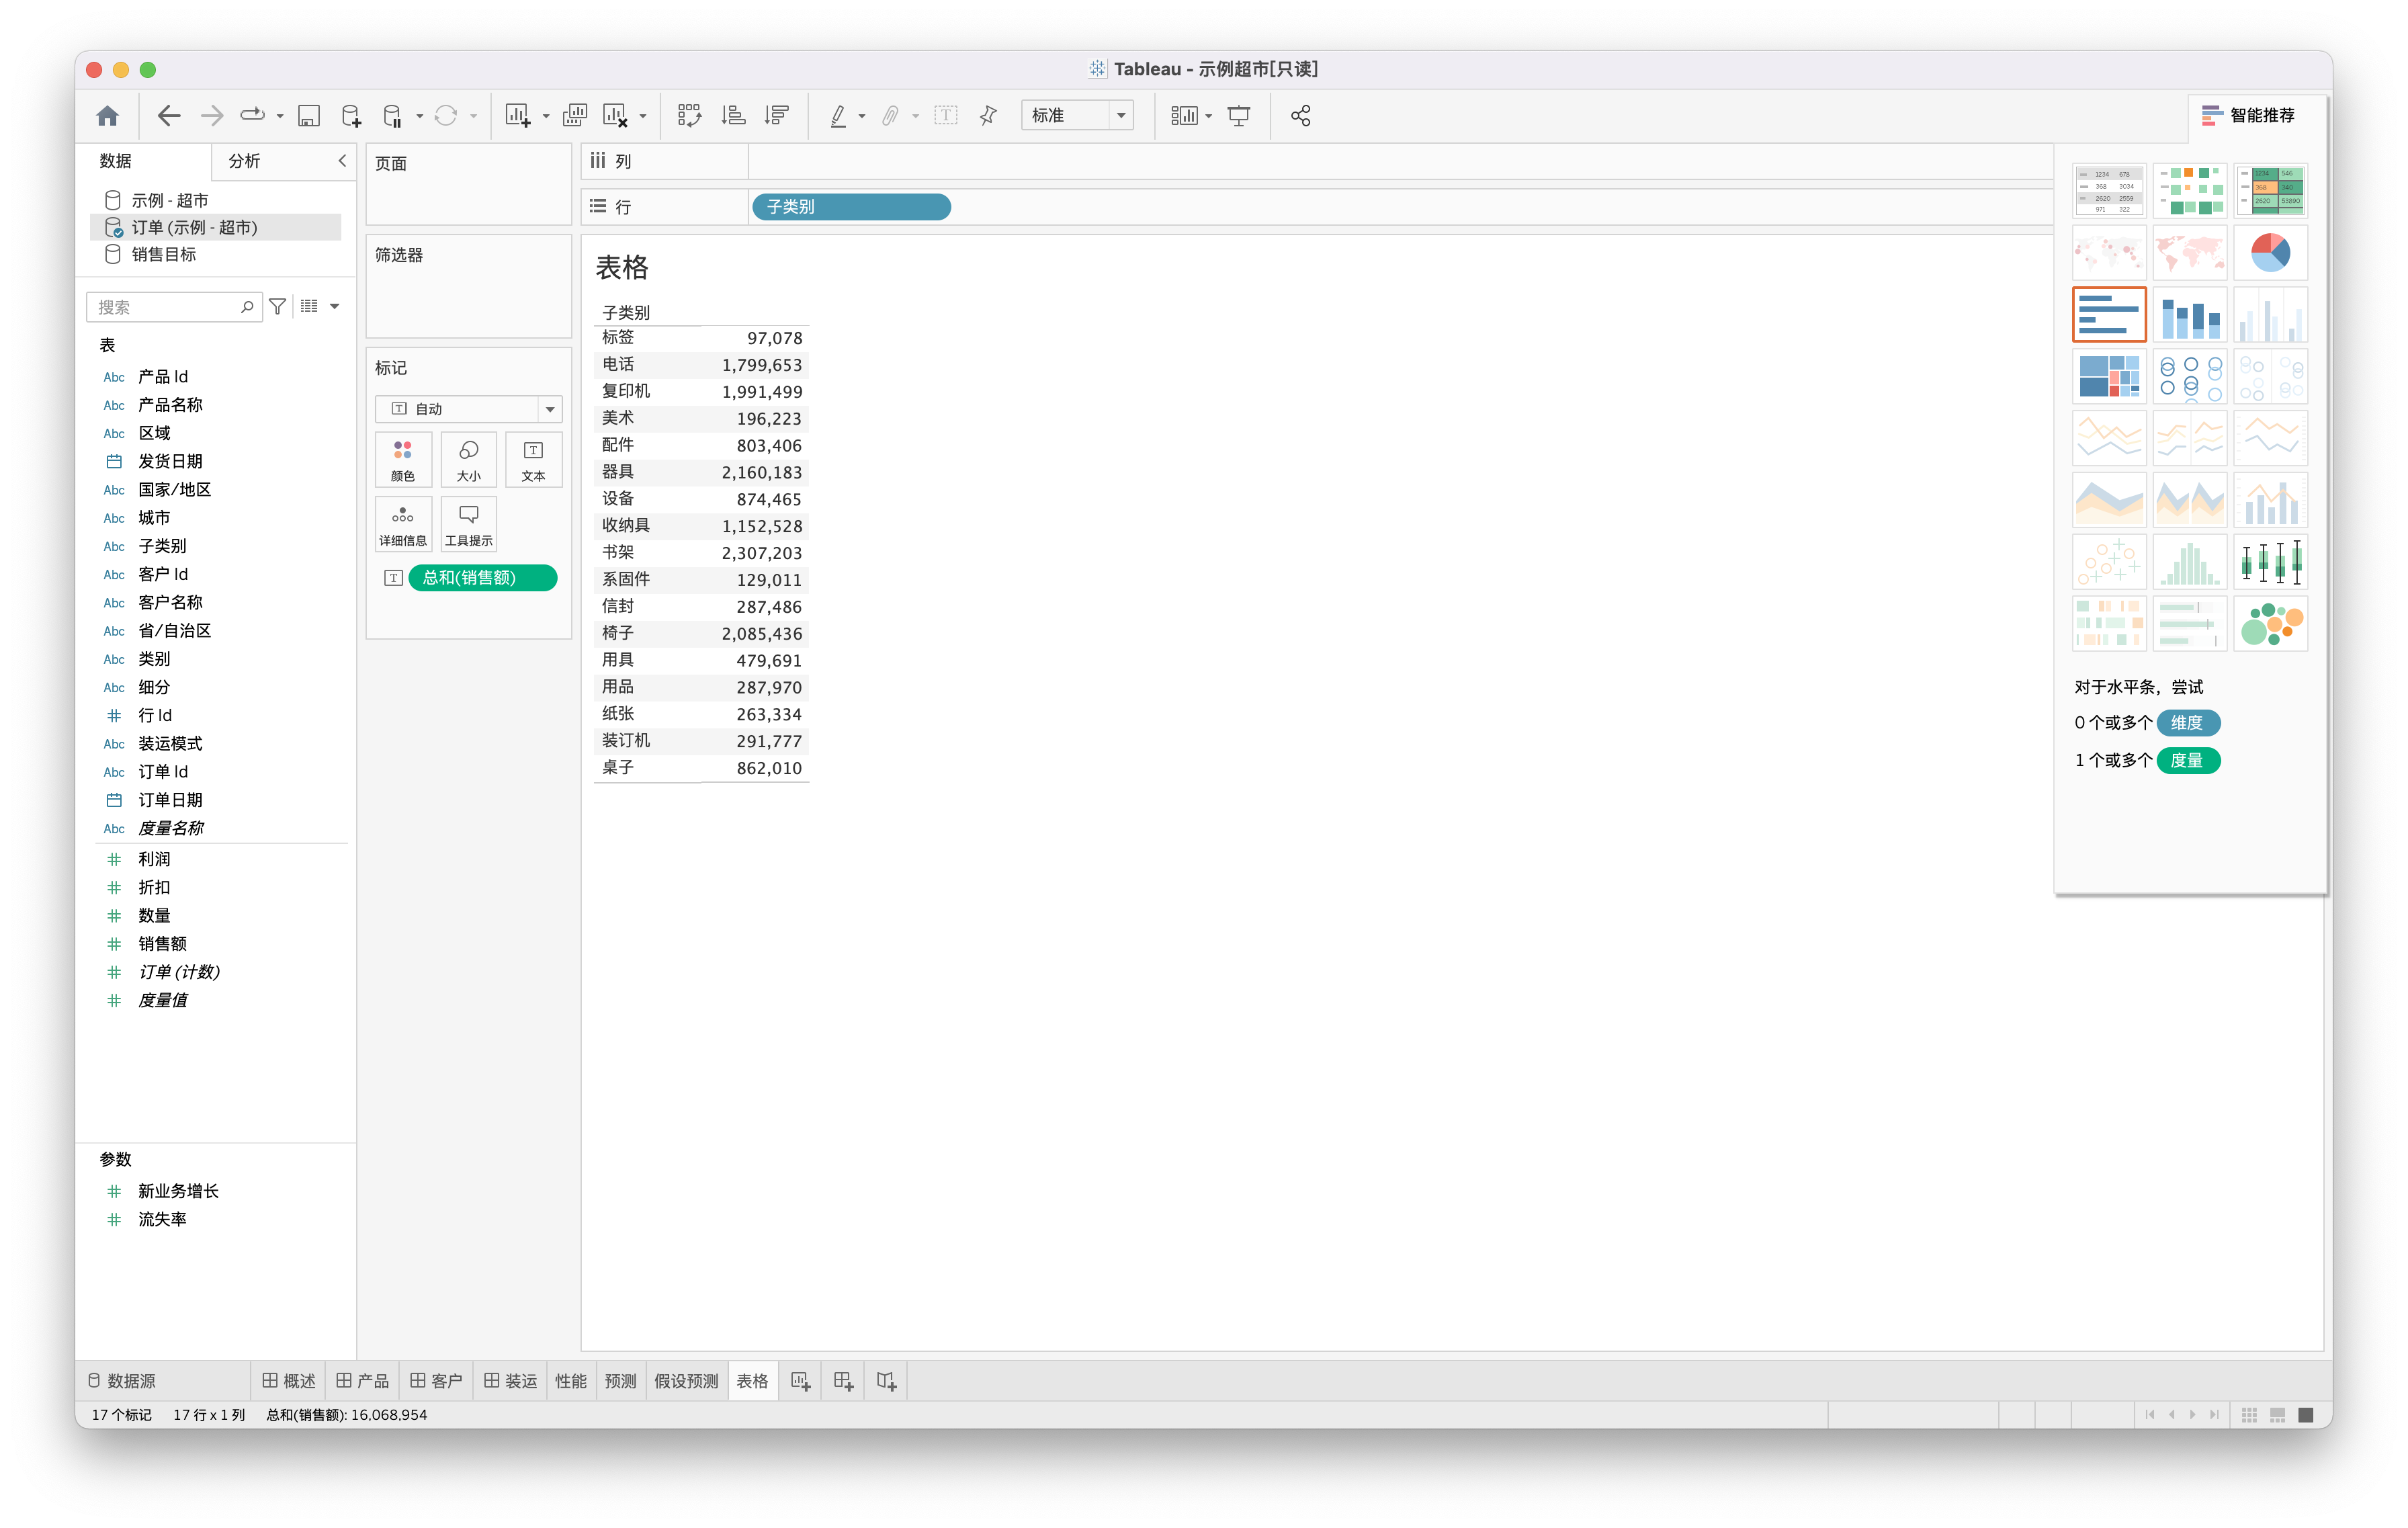 Tableau - 示例超市[只读]
标准
智能推荐
数据
分析
示例 - 超市
订单 (示例 - 超市)
销售目标
搜索
表
Abc 产品 Id
Abc 产品名称
Abc 区域
发货日期
Abc 国家/地区
Abc 城市
Abc 子类别
Abc 客户 Id
Abc 客户名称
Abc 省/自治区
Abc 类别
Abc 细分
行 Id
Abc 装运模式
Abc 订单 Id
订单日期
Abc 度量名称
利润
折扣
数量
销售额
订单 (计数)
度量值
参数
新业务增长
流失率
页面
筛选器
标记
自动
颜色
大小
文本
详细信息
工具提示
总和(销售额)
列
行
子类别
表格
子类别
标签 97,078
电话 1,799,653
复印机 1,991,499
美术 196,223
配件 803,406
器具 2,160,183
设备 874,465
收纳具 1,152,528
书架 2,307,203
系固件 129,011
信封 287,486
椅子 2,085,436
用具 479,691
用品 287,970
纸张 263,334
装订机 291,777
桌子 862,010
1234 678
368 3034
2620 2559
971 322
1234 546
368 340
2620 53890
对于水平条，尝试
0 个或多个 维度
1 个或多个 度量
数据源
概述
产品
客户
装运
性能
预测
假设预测
表格
17 个标记
17 行 x 1 列
总和(销售额): 16,068,954